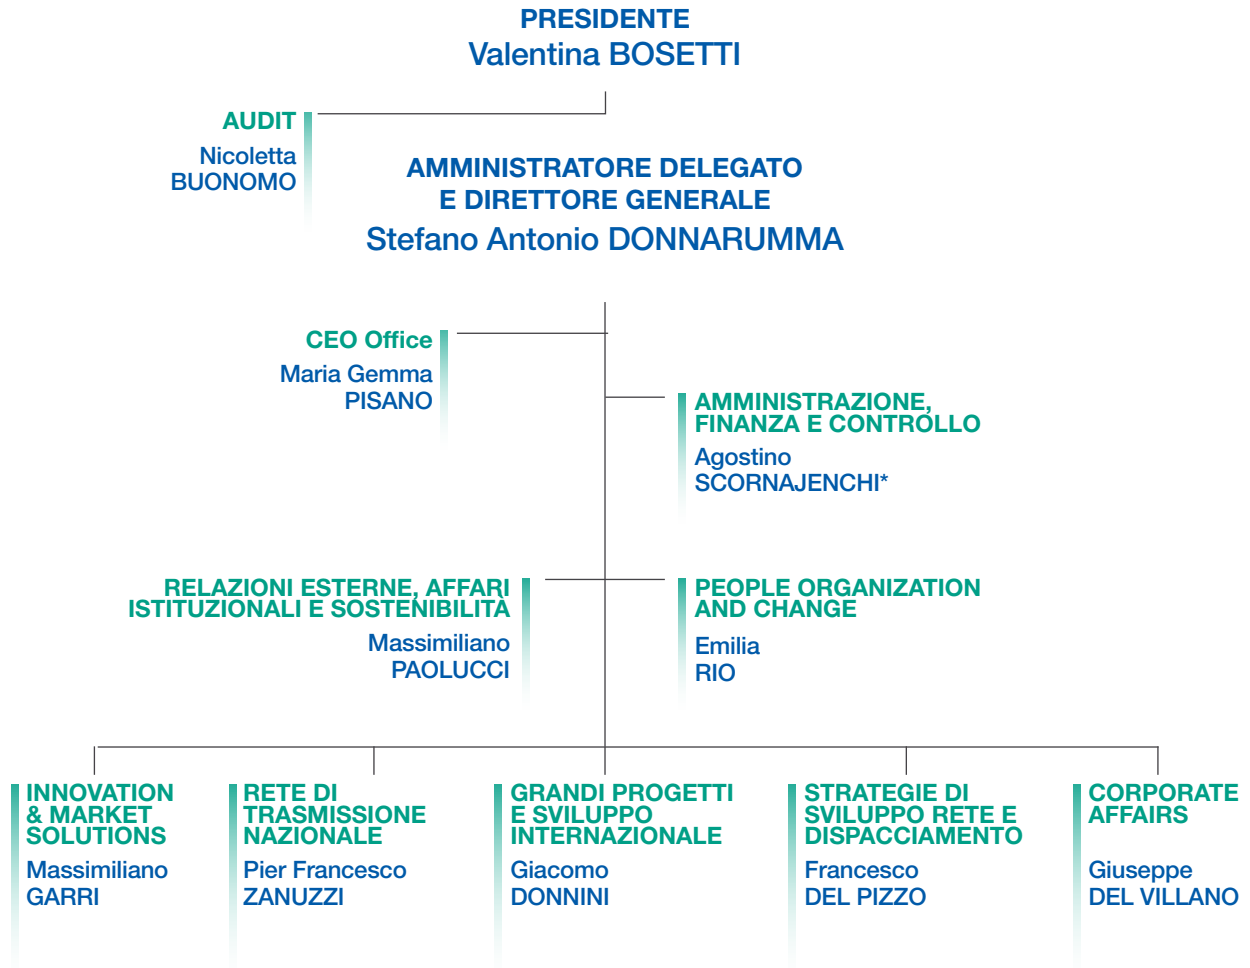 PRESIDENTE
Valentina BOSETTI
AUDIT
Nicoletta
BUONOMO
AMMINISTRATORE DELEGATO
E DIRETTORE GENERALE
Stefano Antonio DONNARUMMA
CEO Office
Maria Gemma
PISANO
AMMINISTRAZIONE,
FINANZA E CONTROLLO
Agostino
SCORNAJENCHI*
RELAZIONI ESTERNE, AFFARI
ISTITUZIONALI E SOSTENIBILITÀ
Massimiliano
PAOLUCCI
PEOPLE ORGANIZATION
AND CHANGE
Emilia
RIO
INNOVATION
& MARKET
SOLUTIONS
Massimiliano
GARRI
RETE DI
TRASMISSIONE
NAZIONALE
Pier Francesco
ZANUZZI
GRANDI PROGETTI
E SVILUPPO
INTERNAZIONALE
Giacomo
DONNINI
STRATEGIE DI
SVILUPPO RETE E
DISPACCIAMENTO
Francesco
DEL PIZZO
CORPORATE
AFFAIRS
Giuseppe
DEL VILLANO